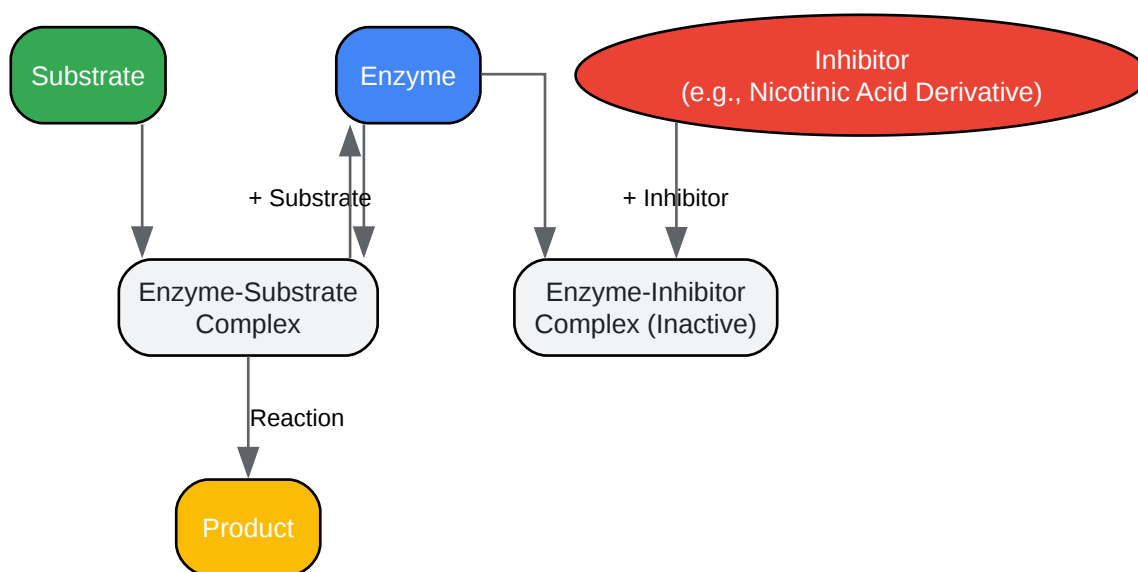 Substrate
Enzyme
Inhibitor
(e.g., Nicotinic Acid Derivative)
+ Substrate
+ Inhibitor
Enzyme-Substrate
Complex
Enzyme-Inhibitor
Complex (Inactive)
Reaction
Product